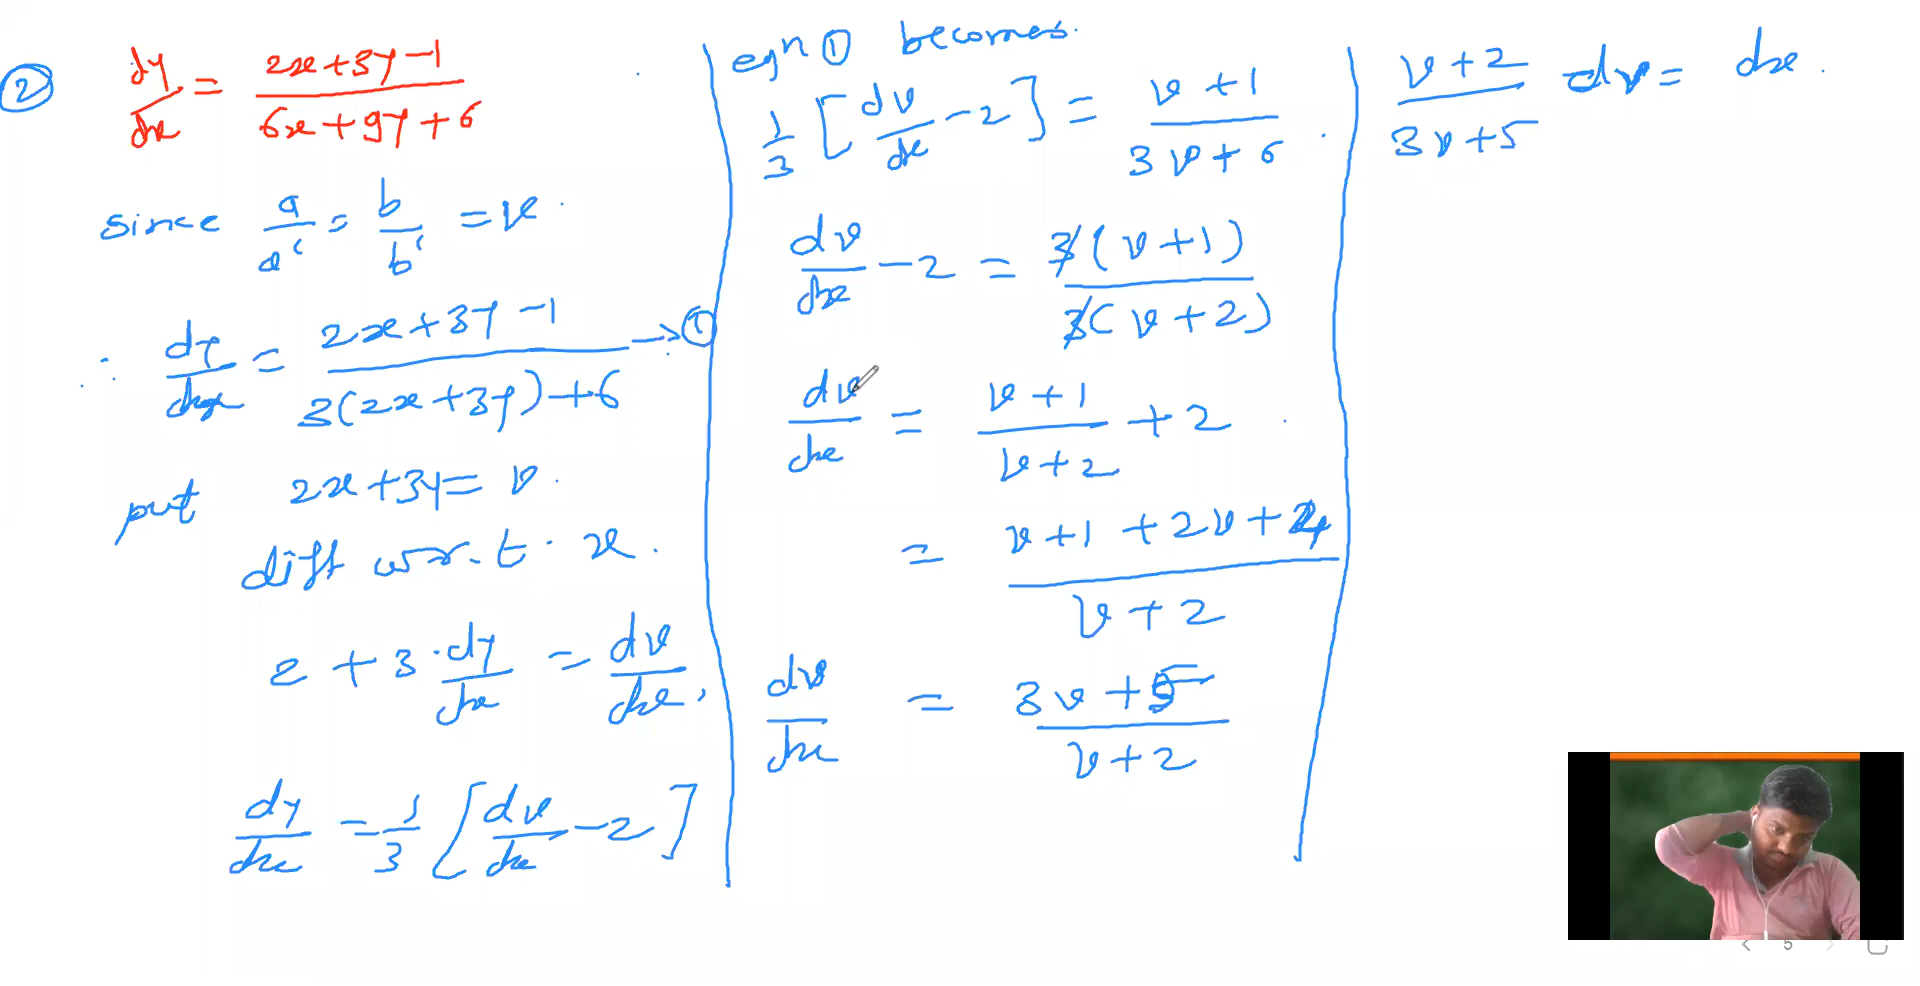 ② dy/dx = (2x+3y-1)/(6x+9y+6)
since a/a' = b/b' = k.
∴ dy/dx = (2x+3y-1)/(3(2x+3y)+6) → ①
put 2x+3y = v.
diff w.r.t. x.
2 + 3·dy/dx = dv/dx,
dy/dx = 1/3 [dv/dx - 2]
eqn ① becomes.
1/3 [dv/dx - 2] = (v+1)/(3v+6).
dv/dx - 2 = 3(v+1)/3(v+2)
dv/dx = (v+1)/(v+2) + 2
= (v+1+2v+4)/(v+2)
dv/dx = (3v+5)/(v+2)
(v+2)/(3v+5) dv = dx.
5